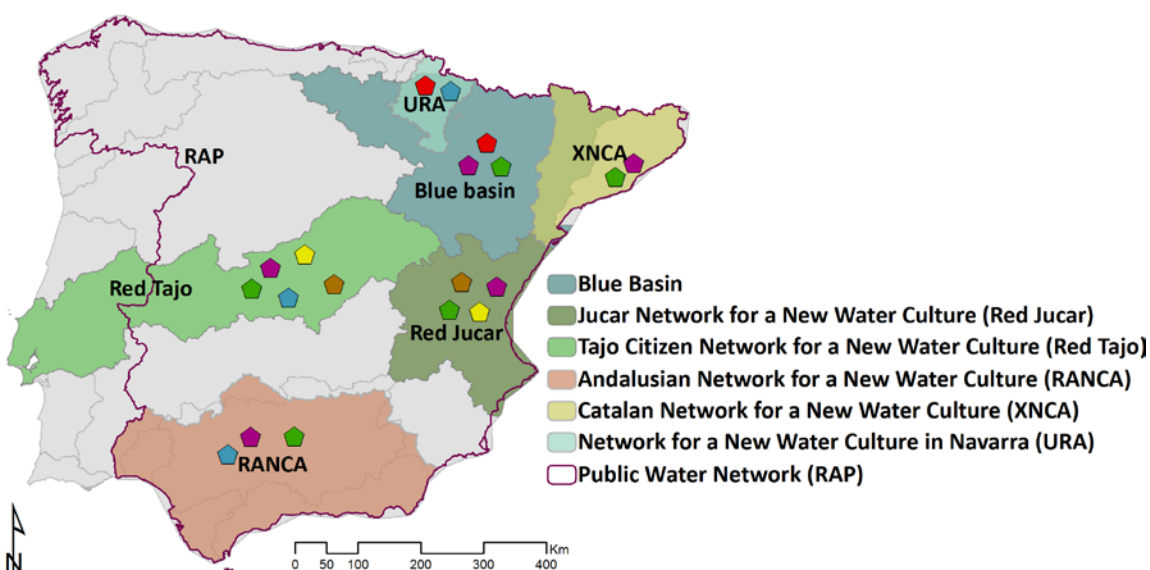 URA
RAP
XNCA
Blue basin
Red Tajo
Red Jucar
RANCA
Blue Basin
Jucar Network for a New Water Culture (Red Jucar)
Tajo Citizen Network for a New Water Culture (Red Tajo)
Andalusian Network for a New Water Culture (RANCA)
Catalan Network for a New Water Culture (XNCA)
Network for a New Water Culture in Navarra (URA)
Public Water Network (RAP)
N
Km
0 50 100 200 300 400